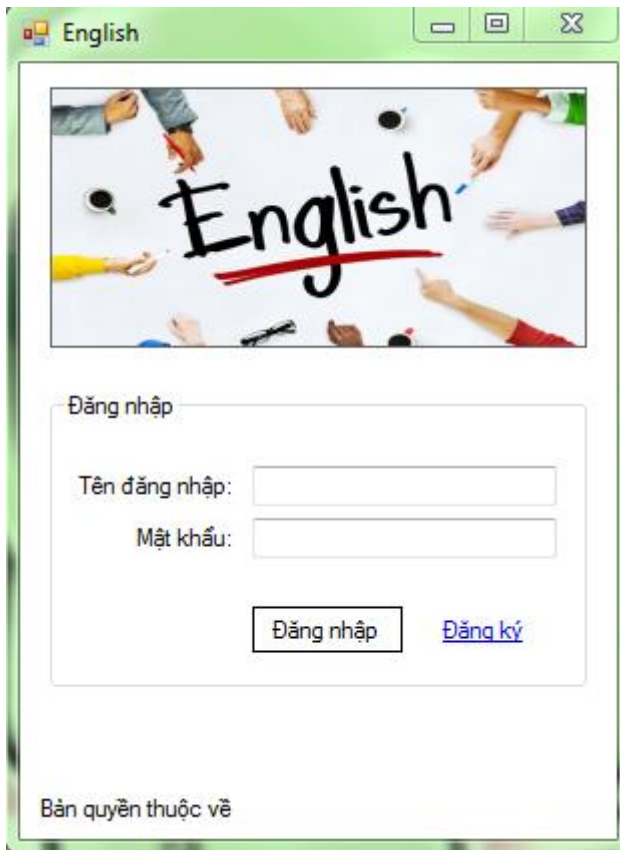 English
English
Đăng nhập
Tên đăng nhập:
Mật khẩu:
Đăng nhập Đăng ký
Bản quyền thuộc về